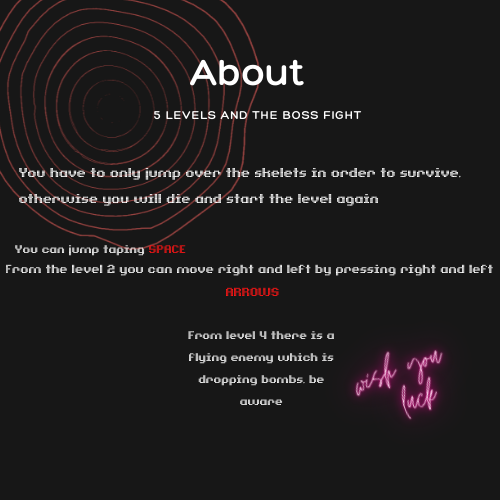 About
5 LEVELS AND THE BOSS FIGHT
You have to only jump over the skelets in order to survive.
otherwise you will die and start the level again
You can jump taping SPACE
From the level 2 you can move right and left by pressing right and left
ARROWS
From level 4 there is a
flying enemy which is
dropping bombs. be
aware
wish you
luck